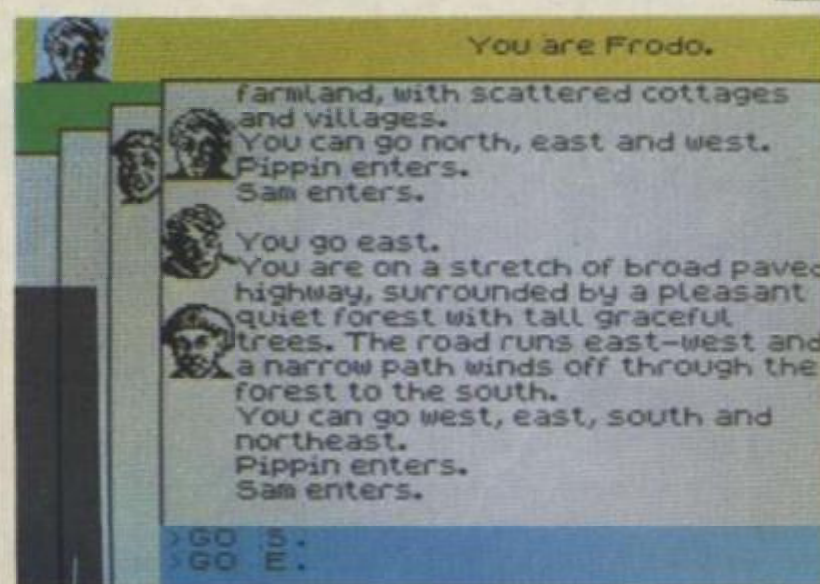 You are Frodo.
farmland, with scattered cottages
and villages.
You can go north, east and west.
Pippin enters.
Sam enters.
You go east.
You are on a stretch of broad paved
highway, surrounded by a pleasant
quiet forest with tall graceful
trees. The road runs east-west and
a narrow path winds off through the
forest to the south.
You can go west, east, south and
northeast.
Pippin enters.
Sam enters.
>GO S.
>GO E.